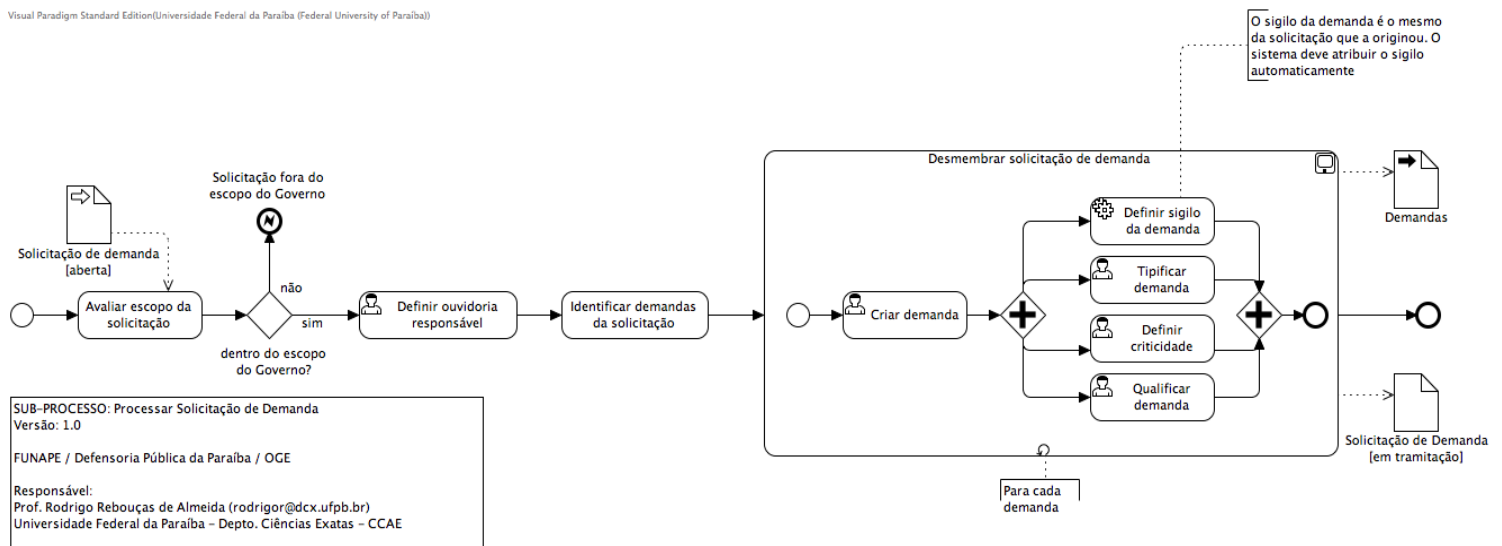 Visual Paradigm Standard Edition(Universidade Federal da Paraíba (Federal University of Paraíba))
O sigilo da demanda é o mesmo
da solicitação que a originou. O
sistema deve atribuir o sigilo
automaticamente
Solicitação fora do
escopo do Governo
Solicitação de demanda
[aberta]
Avaliar escopo da
solicitação
não
sim
dentro do escopo
do Governo?
Definir ouvidoria
responsável
Identificar demandas
da solicitação
Desmembrar solicitação de demanda
Criar demanda
Definir sigilo
da demanda
Tipificar
demanda
Definir
criticidade
Qualificar
demanda
Demandas
Solicitação de Demanda
[em tramitação]
Para cada
demanda
SUB-PROCESSO: Processar Solicitação de Demanda
Versão: 1.0
FUNAPE / Defensoria Pública da Paraíba / OGE
Responsável:
Prof. Rodrigo Rebouças de Almeida (rodrigor@dcx.ufpb.br)
Universidade Federal da Paraíba - Depto. Ciências Exatas - CCAE